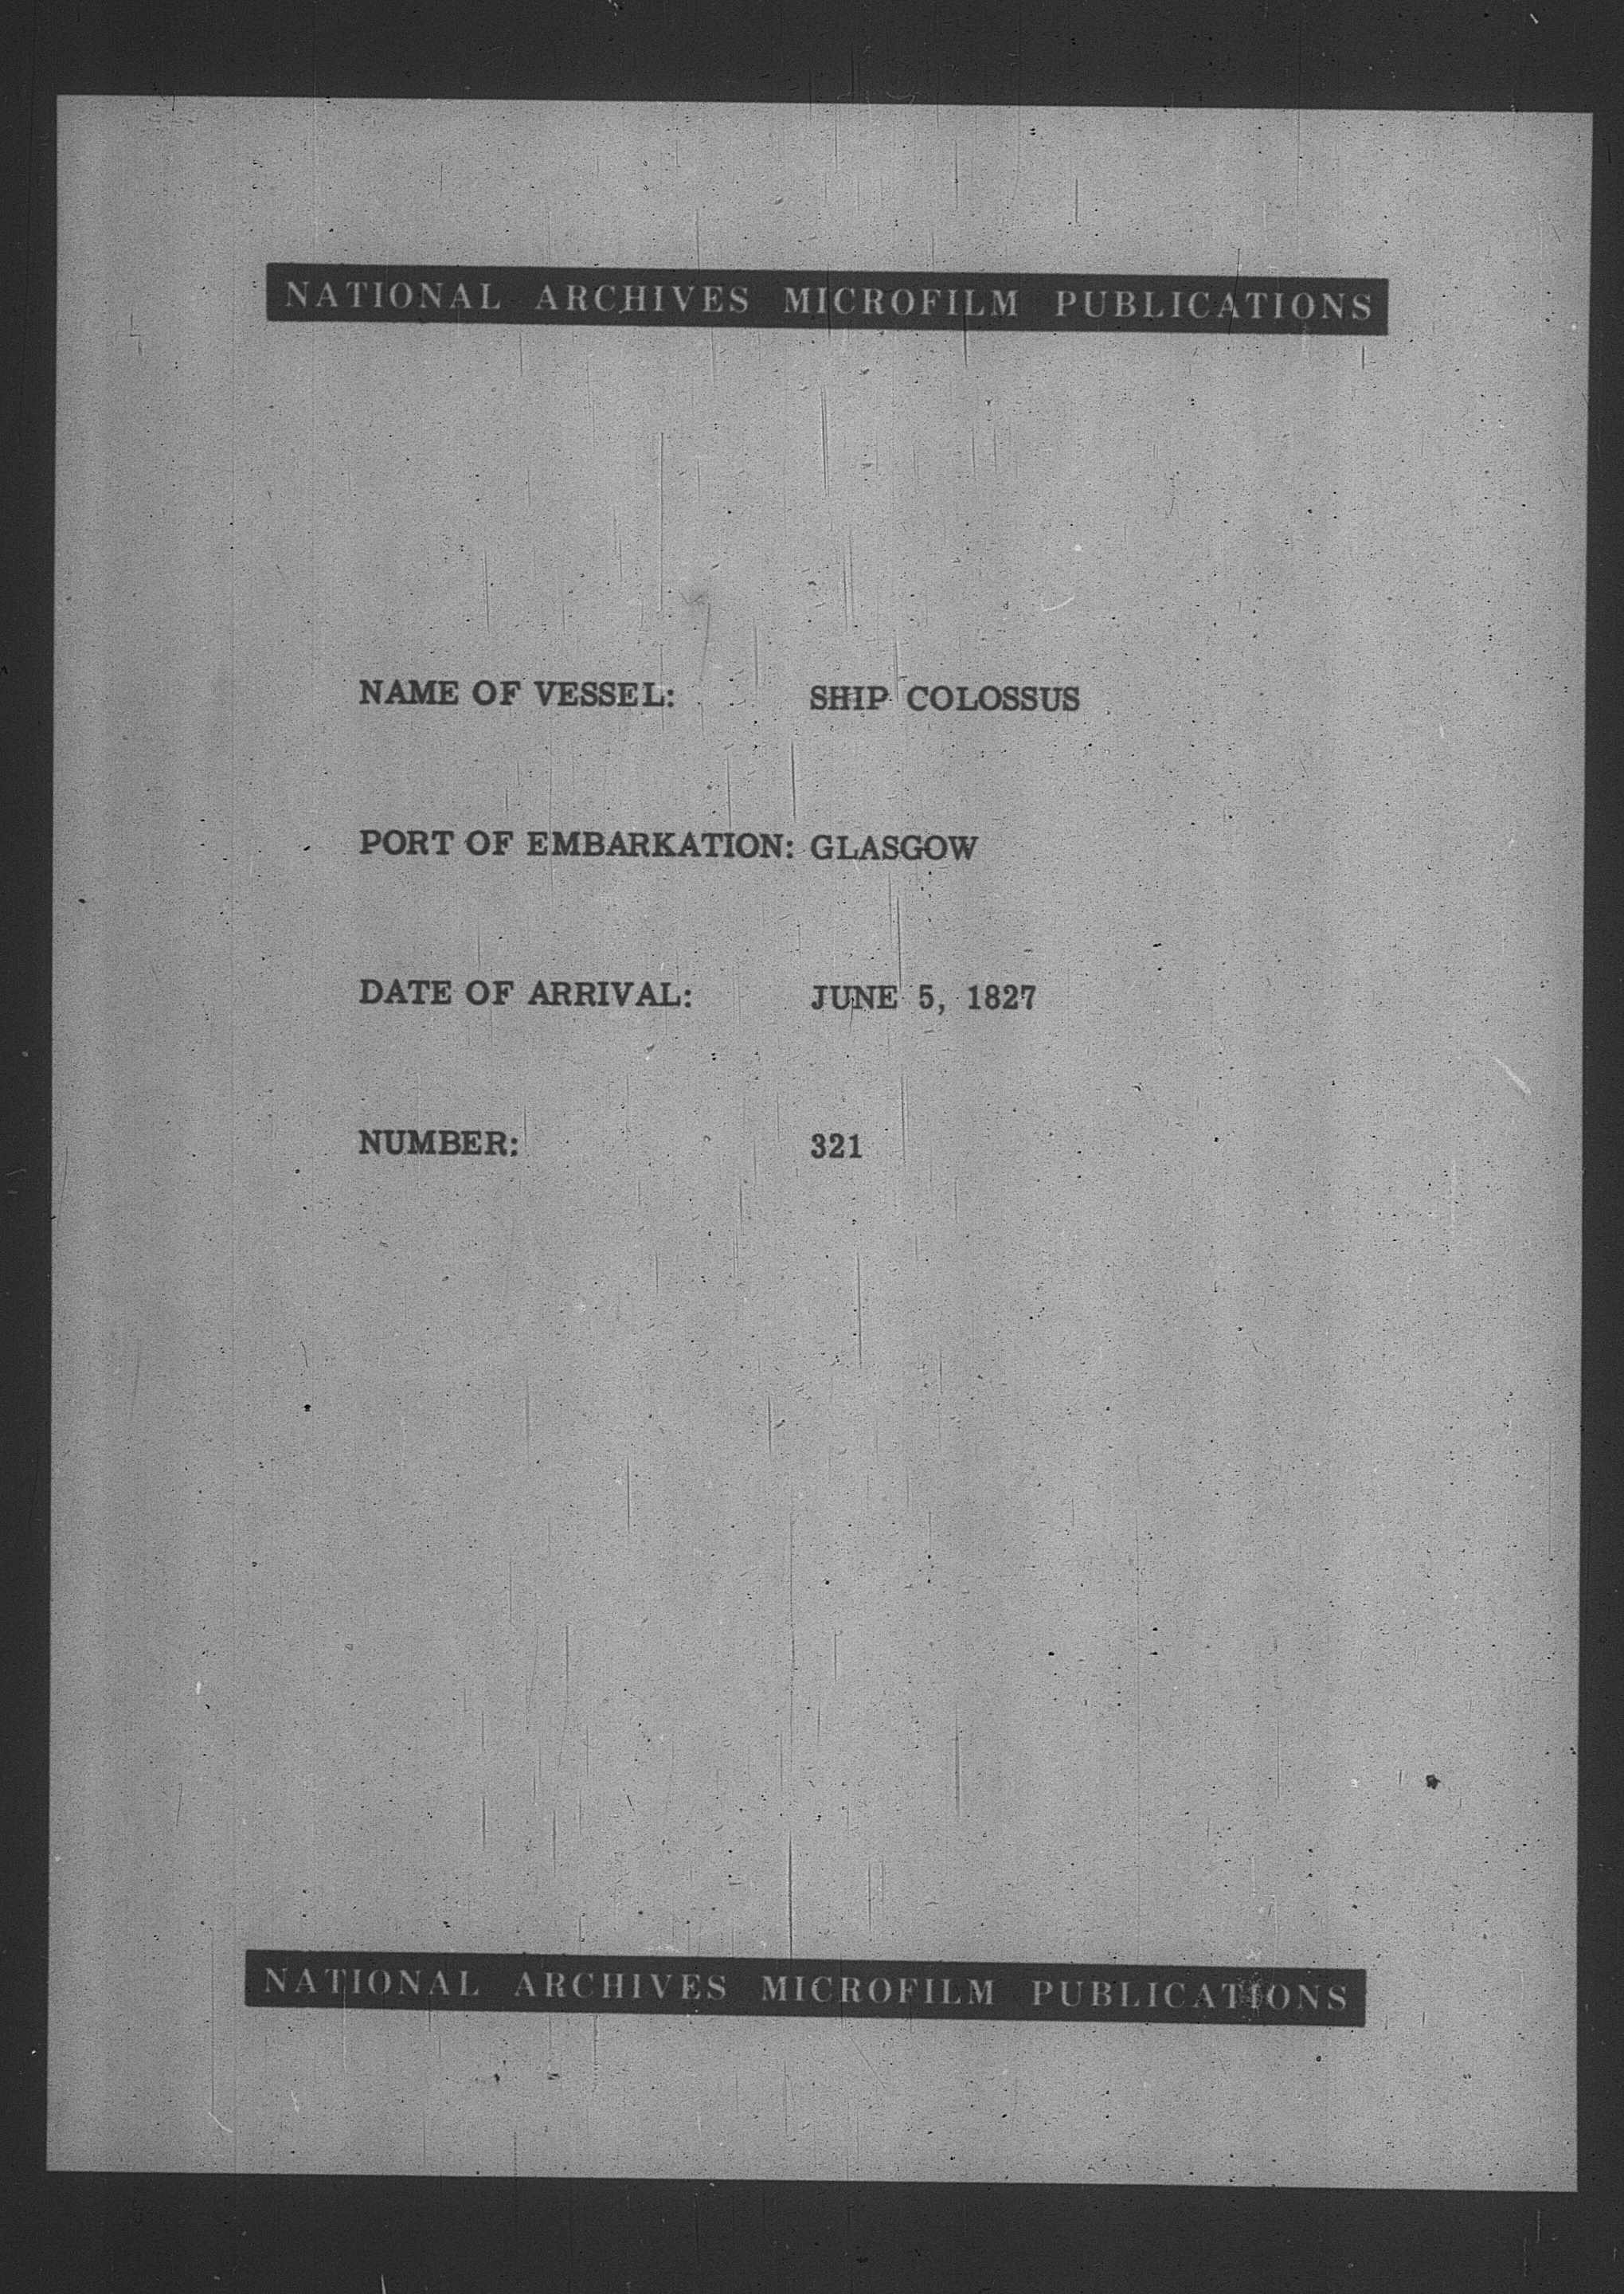 NATIONAL ARCHIVES MICROFILM PUBLICATIONS
NAME OF VESSEL: SHIP COLOSSUS
PORT OF EMBARKATION: GLASGOW
DATE OF ARRIVAL: JUNE 5, 1827
NUMBER: 321
NATIONAL ARCHIVES MICROFILM PUBLICATIONS